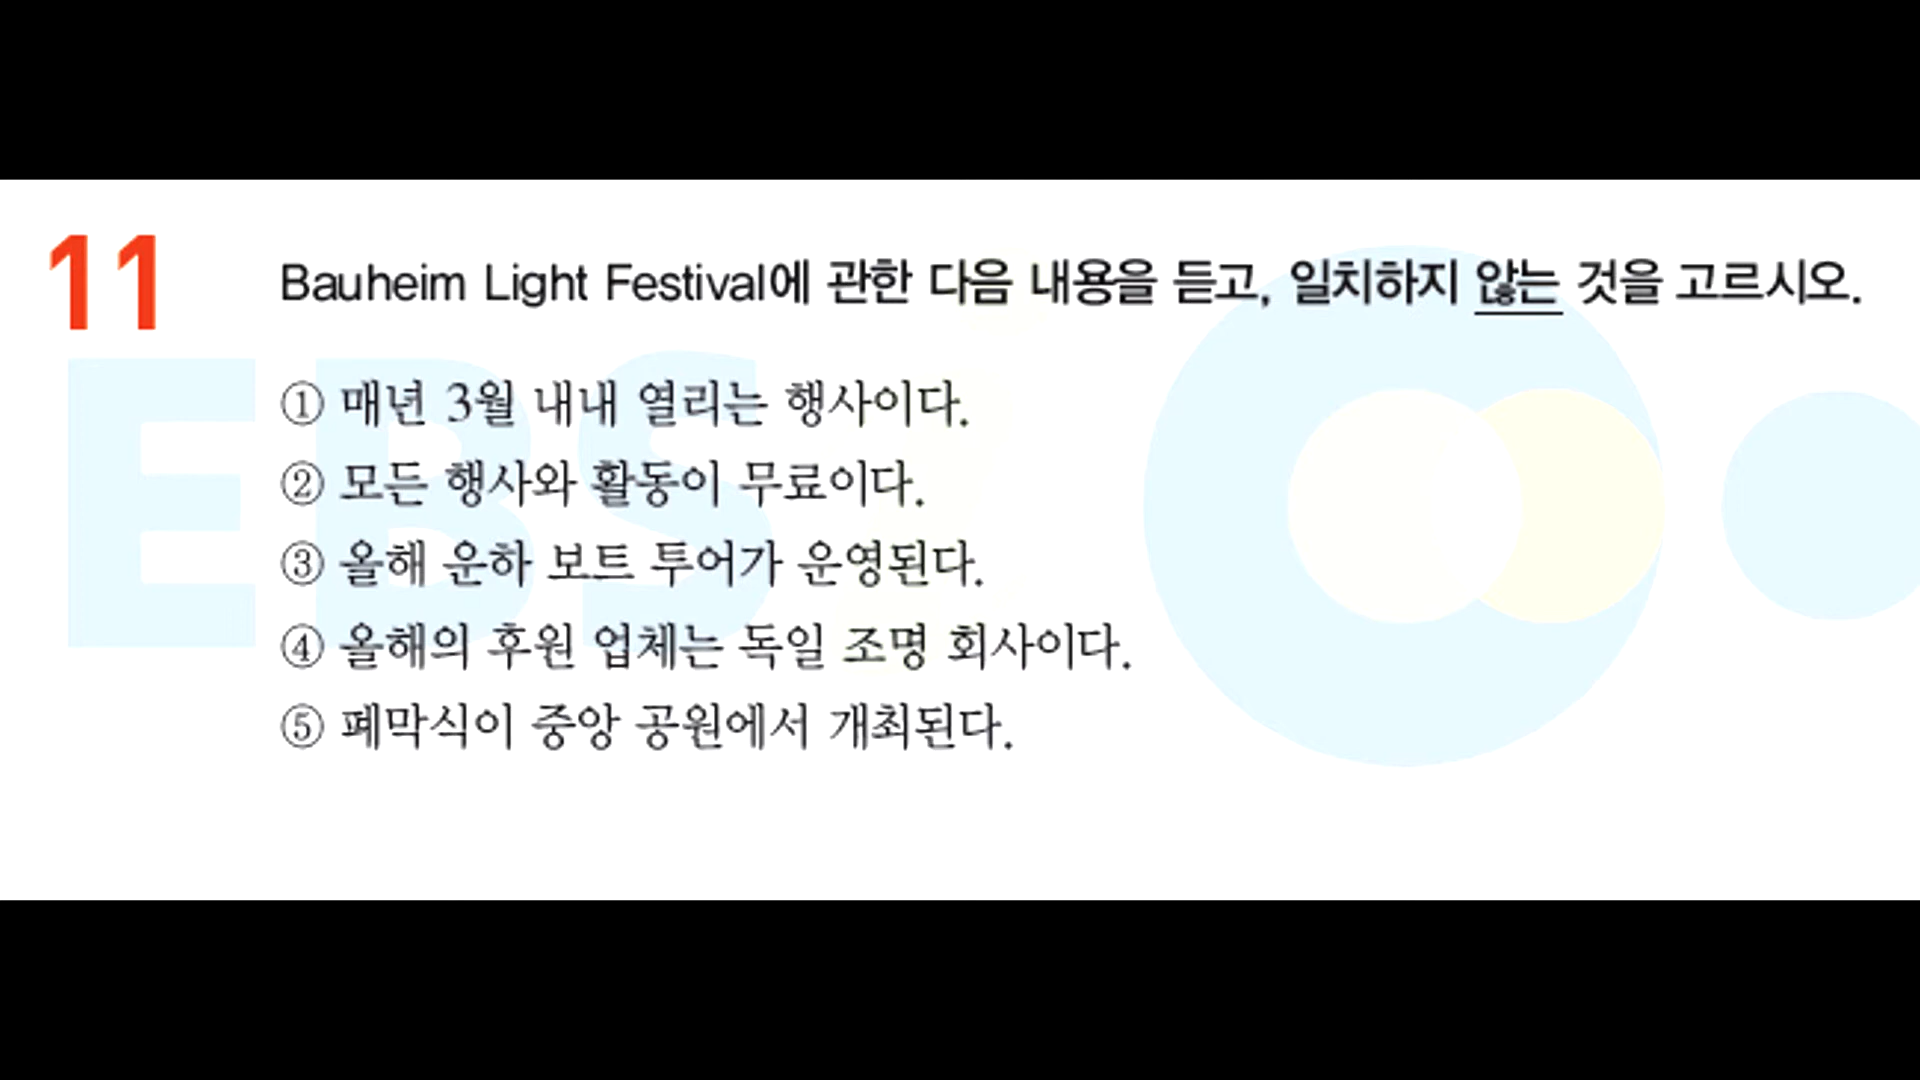 11
Bauheim Light Festival에 관한 다음 내용을 듣고, 일치하지 않는 것을 고르시오.
EBSi
① 매년 3월 내내 열리는 행사이다.
② 모든 행사와 활동이 무료이다.
③ 올해 운하 보트 투어가 운영된다.
④ 올해의 후원 업체는 독일 조명 회사이다.
⑤ 폐막식이 중앙 공원에서 개최된다.